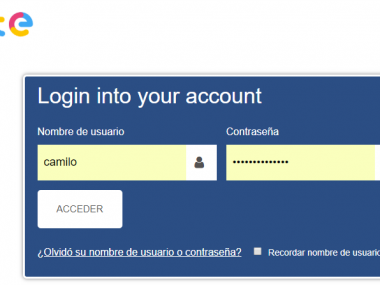 Login into your account
Nombre de usuario Contraseña
camilo ••••••••••••••
ACCEDER
¿Olvidó su nombre de usuario o contraseña? Recordar nombre de usuario